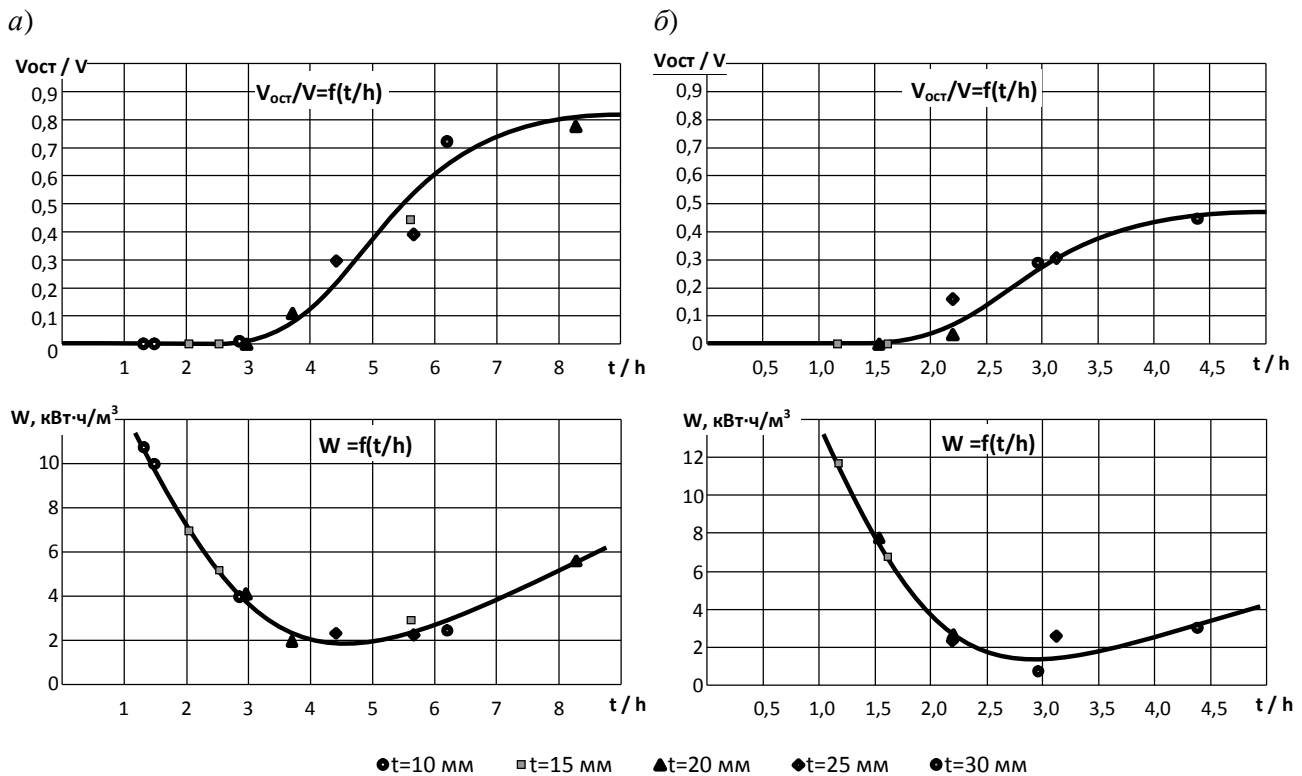 а) б)
Vост / V
Vост/V=f(t/h)
0,9
0,8
0,7
0,6
0,5
0,4
0,3
0,2
0,1
0
1 2 3 4 5 6 7 8 t / h
Vост / V
Vост/V=f(t/h)
0,9
0,8
0,7
0,6
0,5
0,4
0,3
0,2
0,1
0
0,5 1,0 1,5 2,0 2,5 3,0 3,5 4,0 4,5 t / h
W, кВт·ч/м³
W =f(t/h)
10
8
6
4
2
0
1 2 3 4 5 6 7 8 t / h
W, кВт·ч/м³
W =f(t/h)
12
10
8
6
4
2
0
0,5 1,0 1,5 2,0 2,5 3,0 3,5 4,0 4,5 t / h
t=10 мм t=15 мм t=20 мм t=25 мм t=30 мм